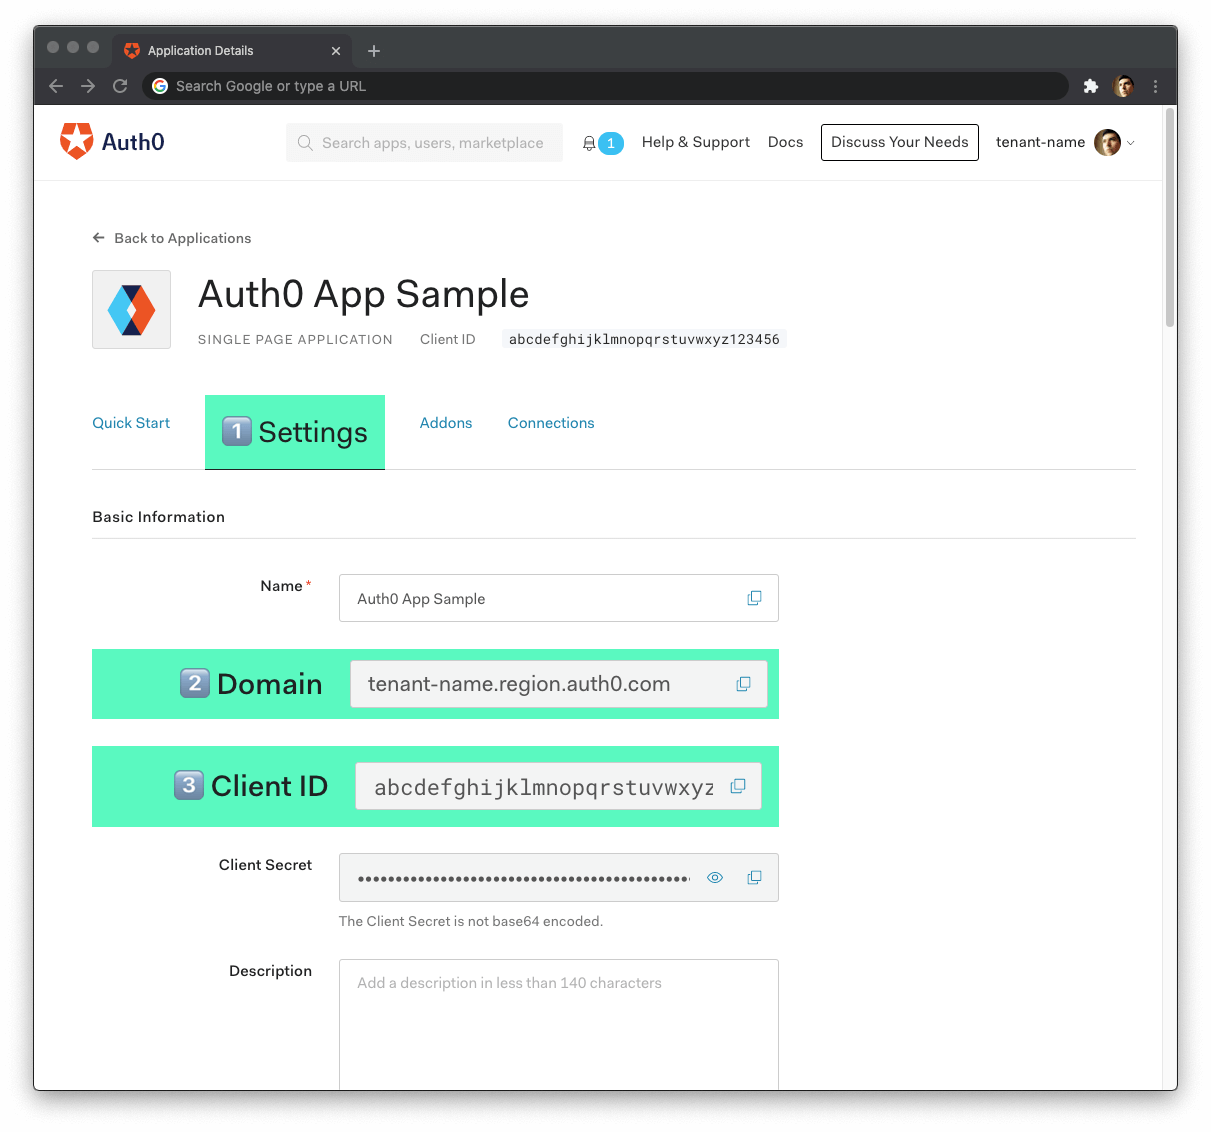 Application Details
Search Google or type a URL
Auth0
Search apps, users, marketplace
1
Help & Support
Docs
Discuss Your Needs
tenant-name
Back to Applications
Auth0 App Sample
SINGLE PAGE APPLICATION
Client ID
abcdefghijklmnopqrstuvwxyz123456
Quick Start
1 Settings
Addons
Connections
Basic Information
Name *
Auth0 App Sample
2 Domain
tenant-name.region.auth0.com
3 Client ID
abcdefghijklmnopqrstuvwxyz
Client Secret
The Client Secret is not base64 encoded.
Description
Add a description in less than 140 characters